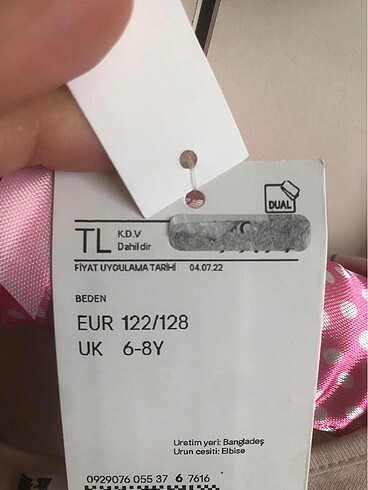 DUAL
TL K.D.V
Dahildir
FİYAT UYGULAMA TARİHİ 04.07.22
BEDEN
EUR 122/128
UK 6-8Y
Uretim yeri: Bangladeş
Urun cesiti: Elbise
0929076 055 37 6 7616